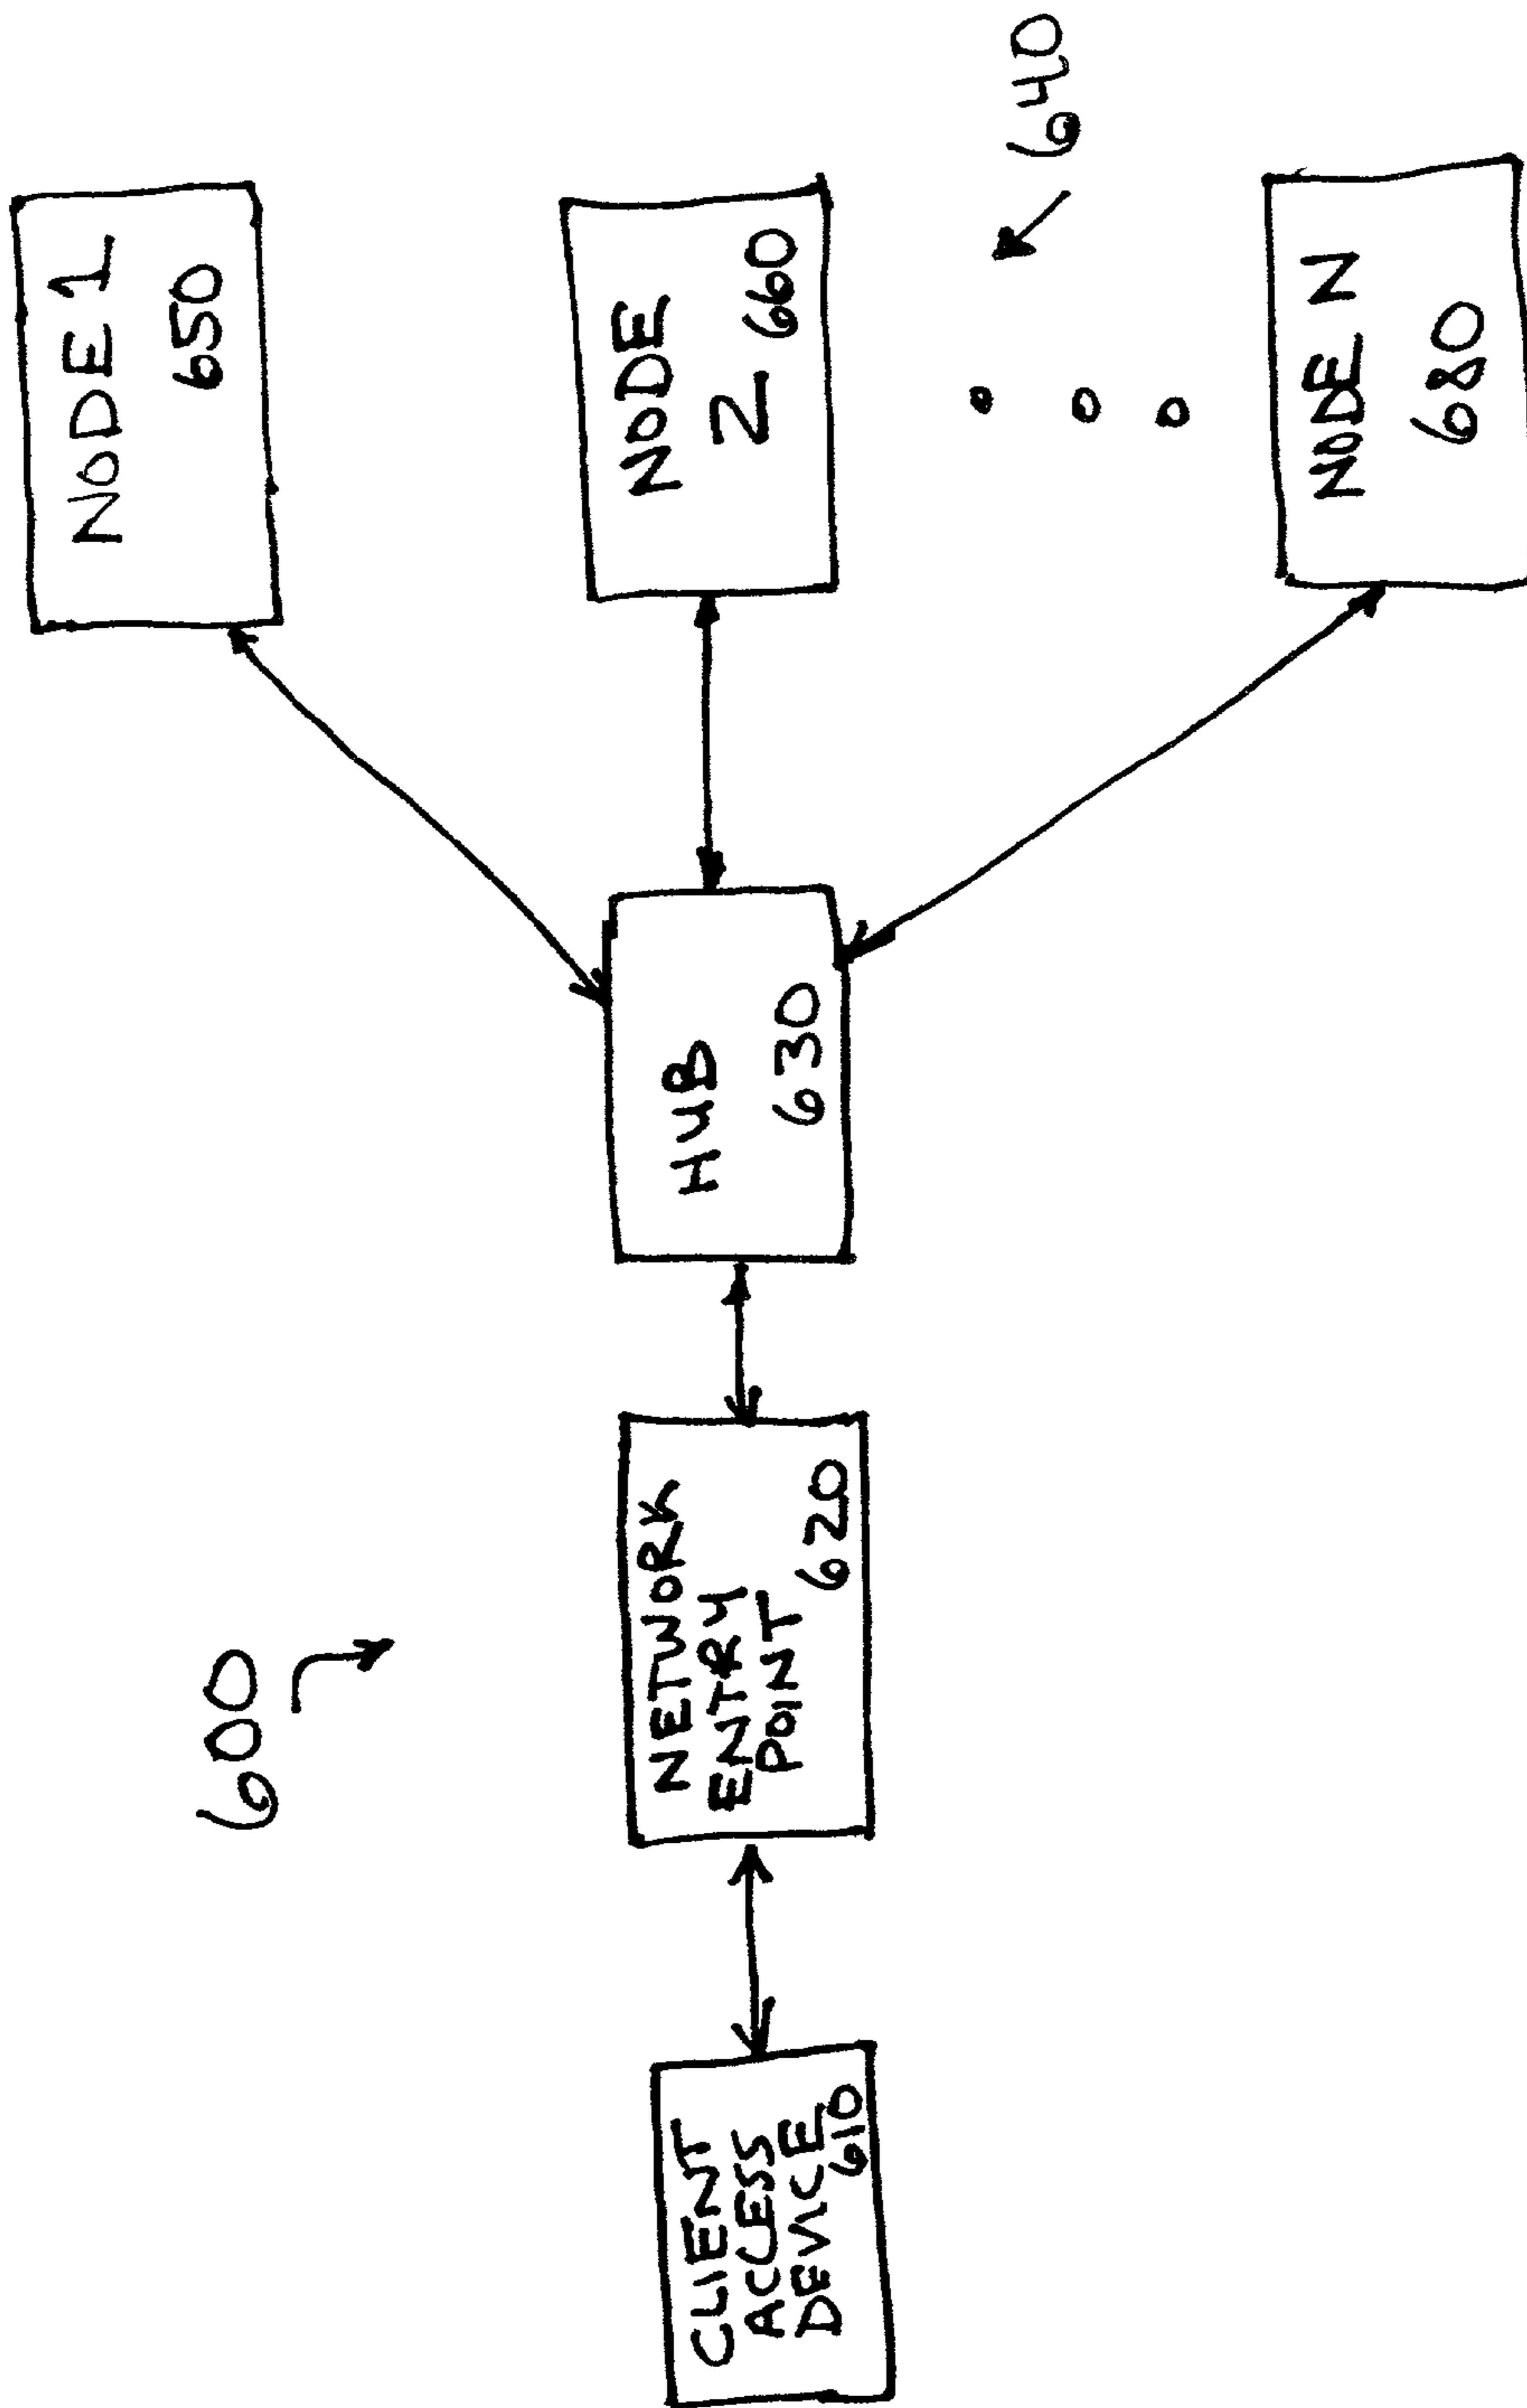 600
CLIENT
ACCESS
DEVICE
610
NETWORK
ENTRY
POINT
620
HUB
630
NODE 1
650
NODE
2
660
640
NODE N
680